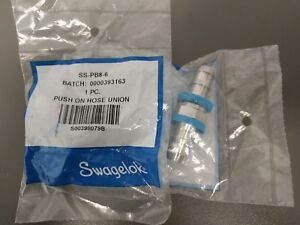 SS-PB8-6
BATCH: 0000393163
1 PC.
PUSH ON HOSE UNION
S00398079B
Swagelok